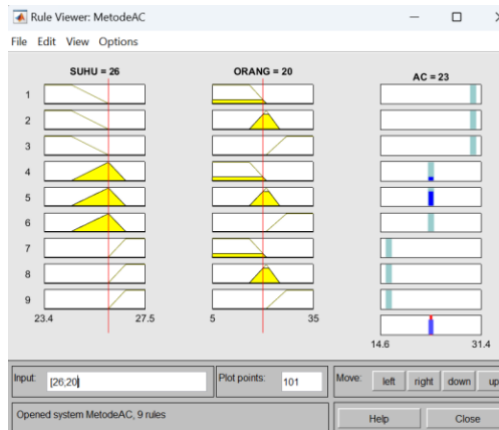 Rule Viewer: MetodeAC
File Edit View Options
SUHU = 26 ORANG = 20 AC = 23
1
2
3
4
5
6
7
8
9
23.4 27.5 5 35
14.6 31.4
Input: [26;20] Plot points: 101 Move: left right down up
Opened system MetodeAC, 9 rules Help Close